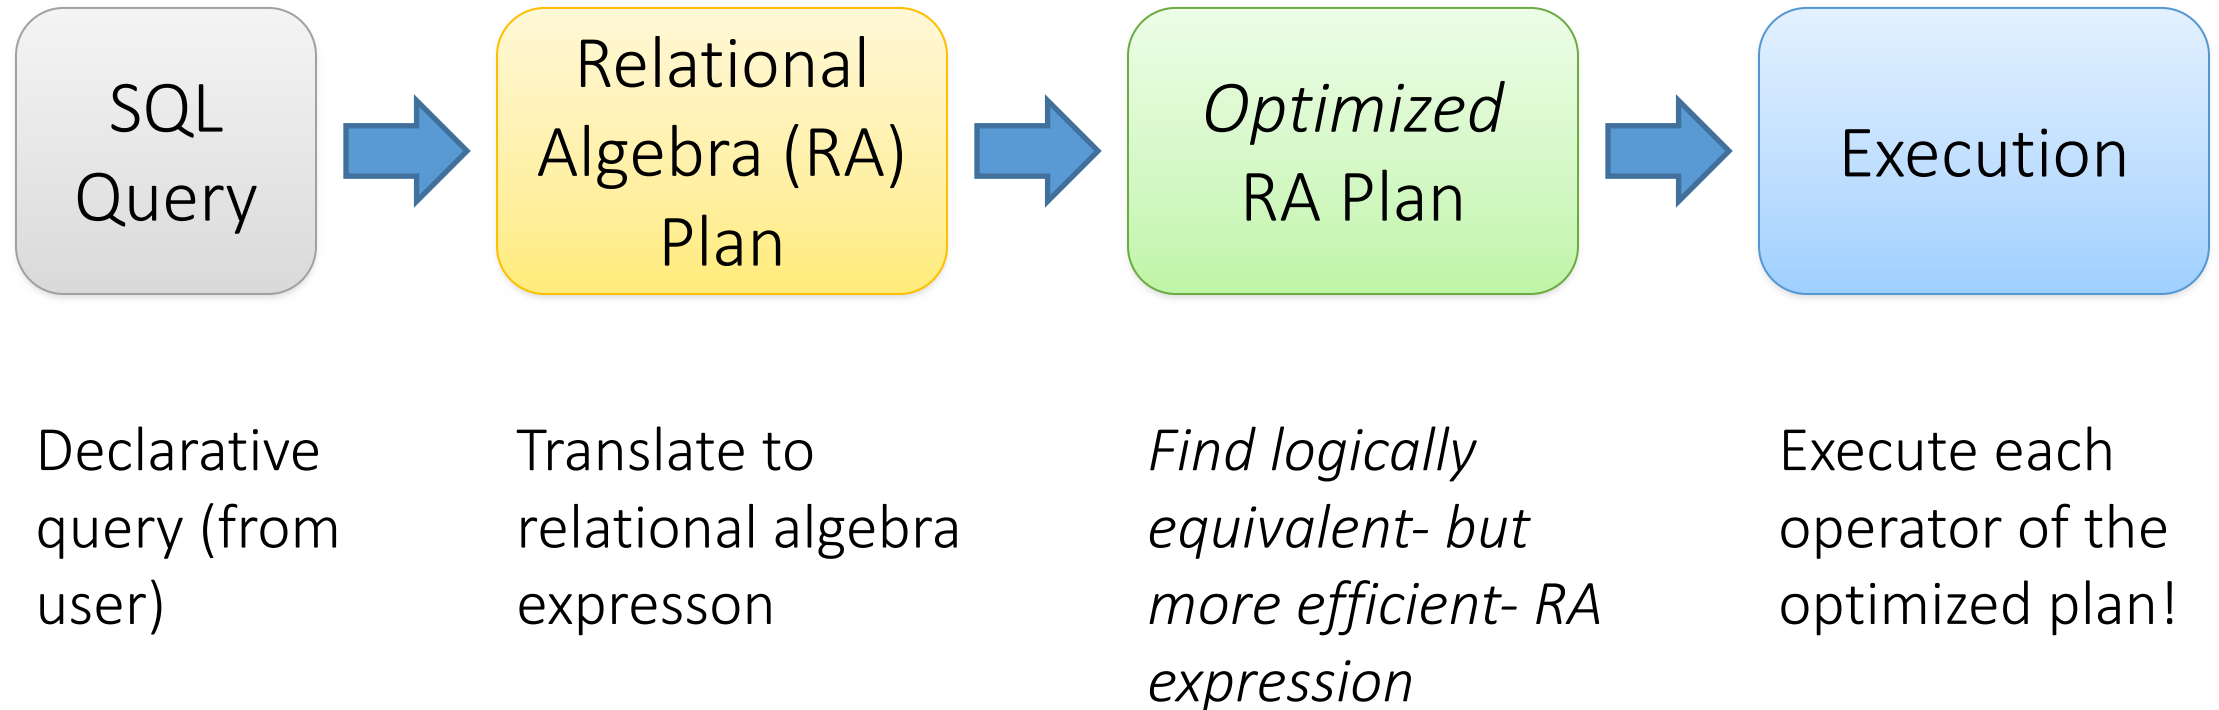 SQL
Query
Relational
Algebra (RA)
Plan
Optimized
RA Plan
Execution
Declarative
query (from
user)
Translate to
relational algebra
expresson
Find logically
equivalent- but
more efficient- RA
expression
Execute each
operator of the
optimized plan!